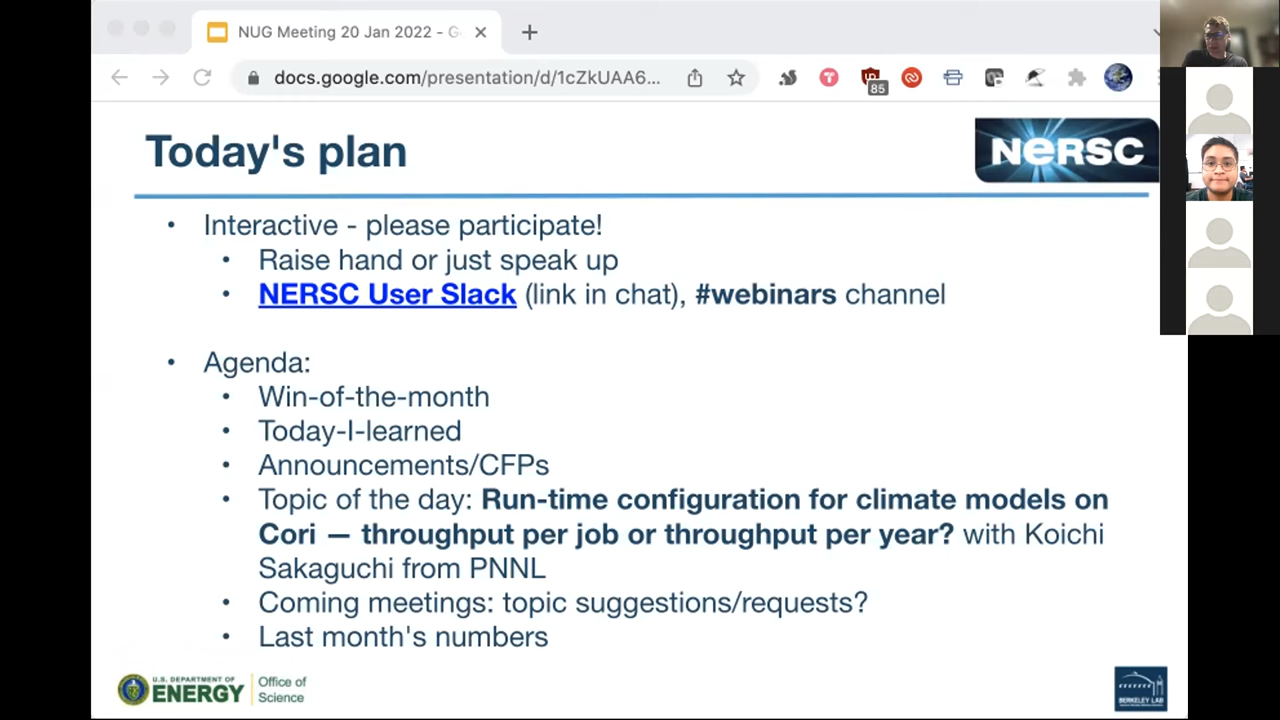 NUG Meeting 20 Jan 2022 - G
docs.google.com/presentation/d/1cZkUAA6...
85
Today's plan
NERSC
• Interactive - please participate!
• Raise hand or just speak up
• NERSC User Slack (link in chat), #webinars channel
• Agenda:
• Win-of-the-month
• Today-I-learned
• Announcements/CFPs
• Topic of the day: Run-time configuration for climate models on
Cori — throughput per job or throughput per year? with Koichi
Sakaguchi from PNNL
• Coming meetings: topic suggestions/requests?
• Last month's numbers
U.S. DEPARTMENT OF
ENERGY
Office of
Science
BERKELEY LAB